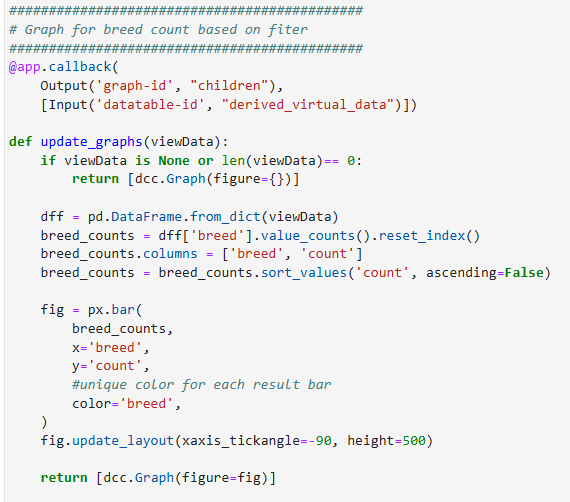 #############################################
# Graph for breed count based on fiter
#############################################
@app.callback(
    Output('graph-id', "children"),
    [Input('datatable-id', "derived_virtual_data")])

def update_graphs(viewData):
    if viewData is None or len(viewData)== 0:
        return [dcc.Graph(figure={})]

    dff = pd.DataFrame.from_dict(viewData)
    breed_counts = dff['breed'].value_counts().reset_index()
    breed_counts.columns = ['breed', 'count']
    breed_counts = breed_counts.sort_values('count', ascending=False)

    fig = px.bar(
        breed_counts,
        x='breed',
        y='count',
        #unique color for each result bar
        color='breed',
    )
    fig.update_layout(xaxis_tickangle=-90, height=500)

    return [dcc.Graph(figure=fig)]